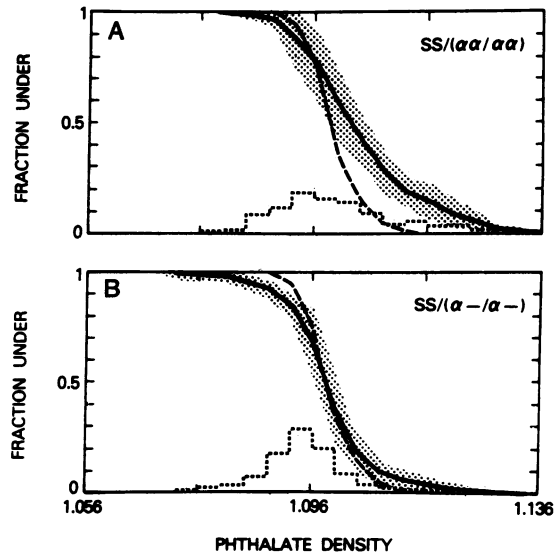 1
A
SS/(αα/αα)
FRACTION UNDER
0.5
0
1
B
SS/(α–/α–)
FRACTION UNDER
0.5
0
1.056
1.096
1.136
PHTHALATE DENSITY